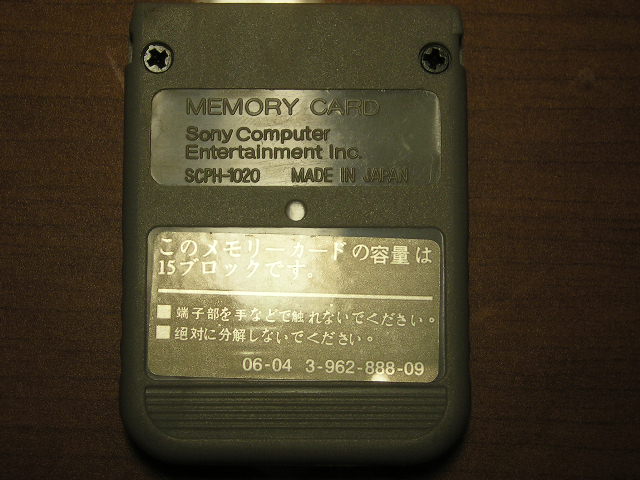 MEMORY CARD
Sony Computer
Entertainment Inc.
SCPH-1020 MADE IN JAPAN
このメモリーカードの容量は
15ブロックです。
■ 端子部を手などで触れないでください。
■ 絶対に分解しないでください。
06-04 3-962-888-09